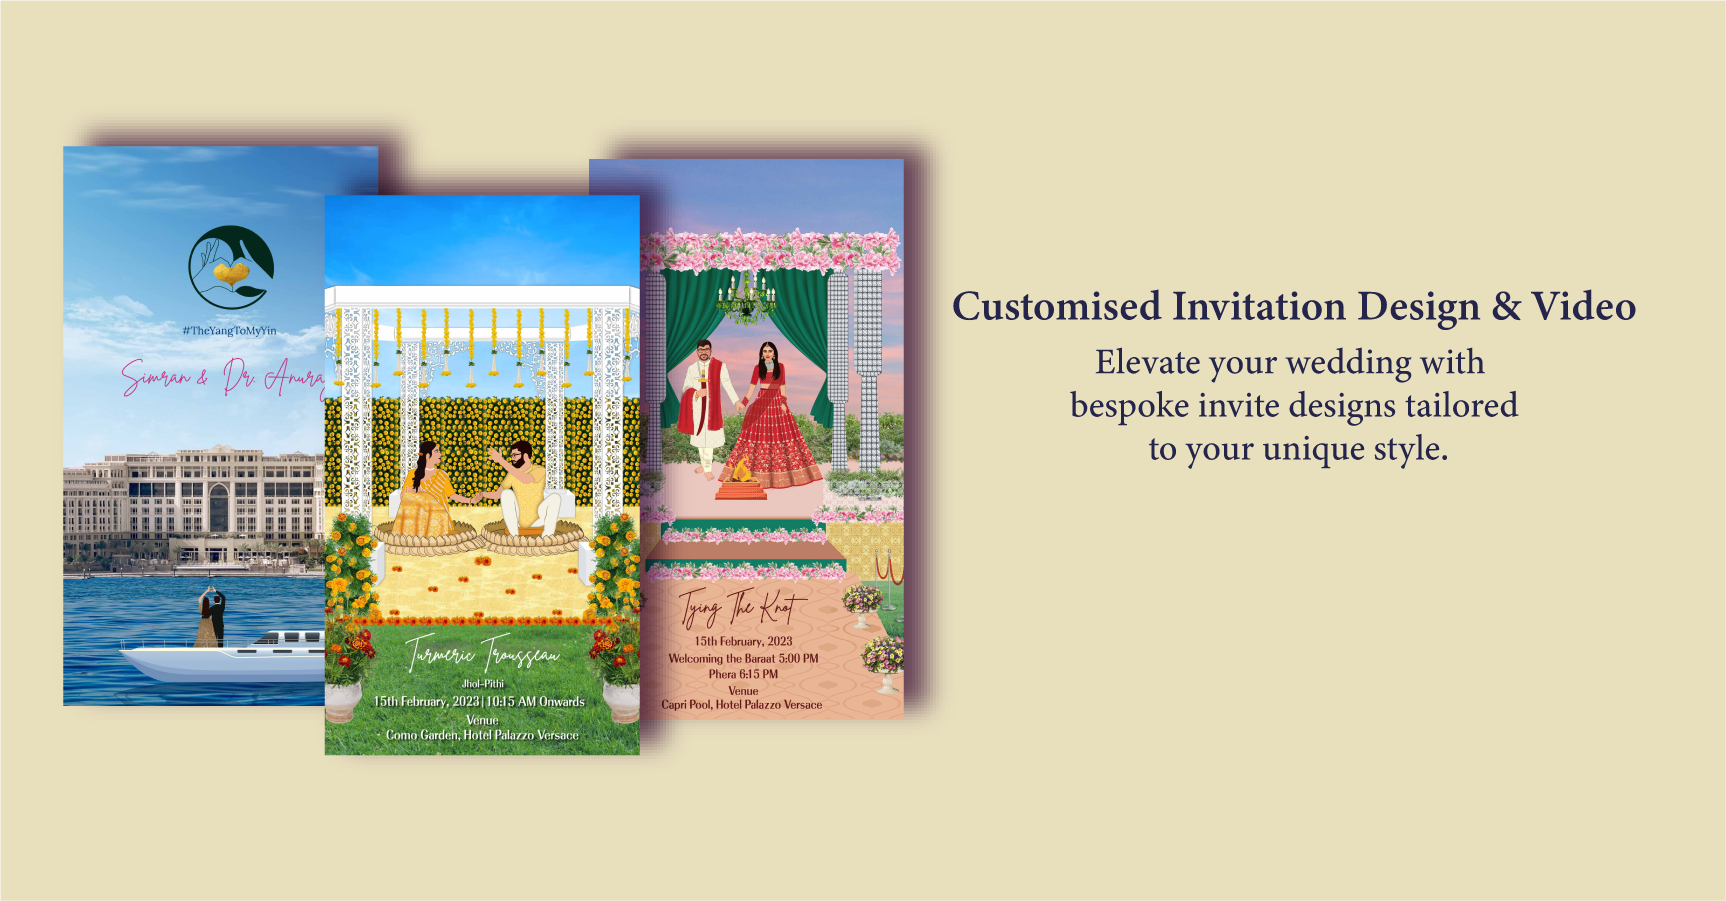 #TheYangToMyYin
Simran & Dr. 
Turmeric Trousseau
Jhol-Pithi
15th February, 2023|10:15 AM Onwards
Venue
Como Garden, Hotel Palazzo Versace
Tying The Knot
15th February, 2023
Welcoming the Baraat 5:00 PM
Phera 6:15 PM
Venue
Capri Pool, Hotel Palazzo Versace
Customised Invitation Design & Video
Elevate your wedding with
bespoke invite designs tailored
to your unique style.